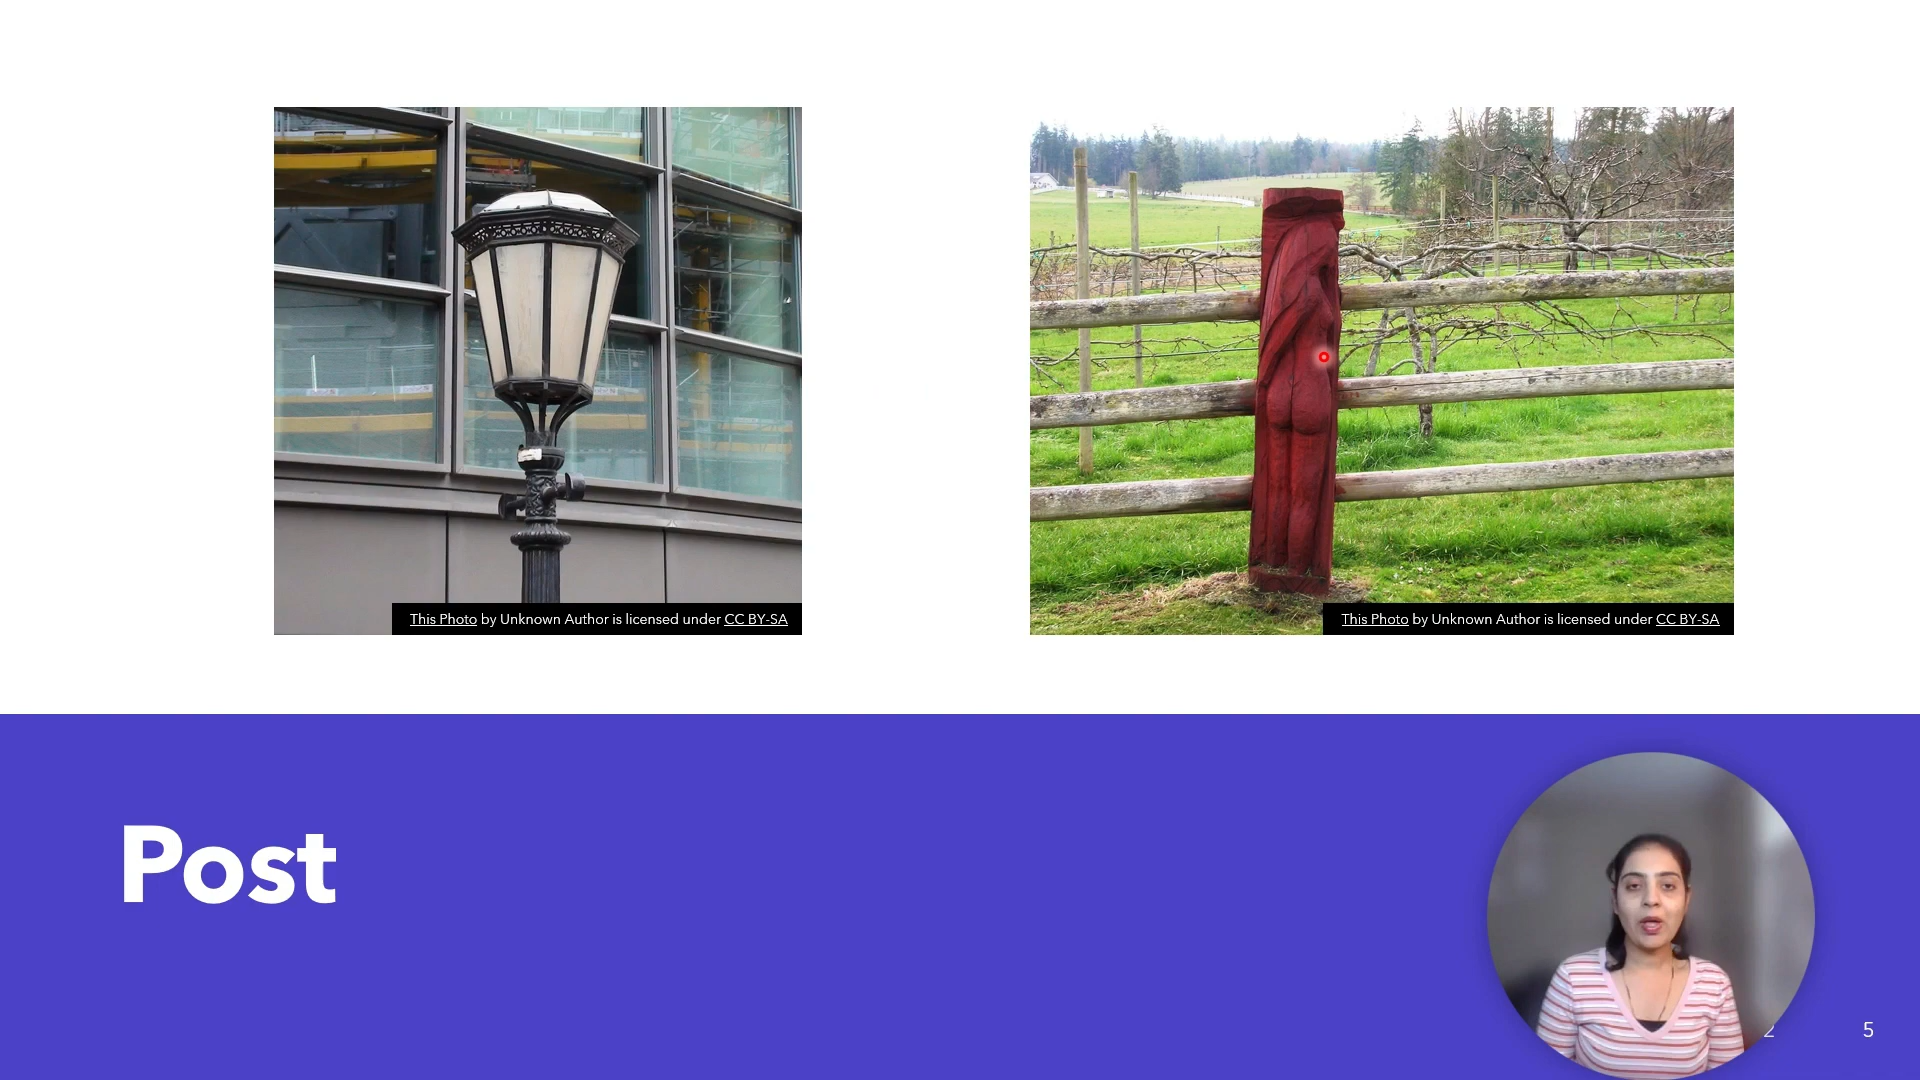 This Photo by Unknown Author is licensed under CC BY-SA
This Photo by Unknown Author is licensed under CC BY-SA
Post
2
5